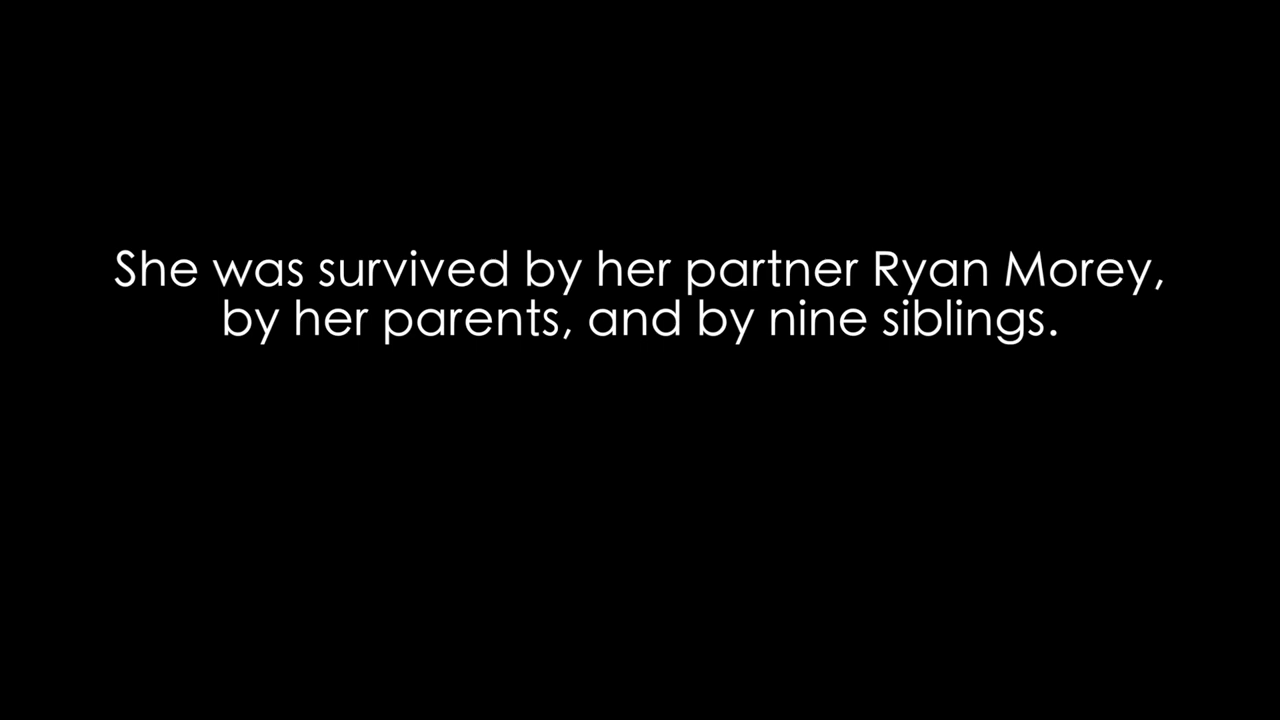 She was survived by her partner Ryan Morey,
by her parents, and by nine siblings.